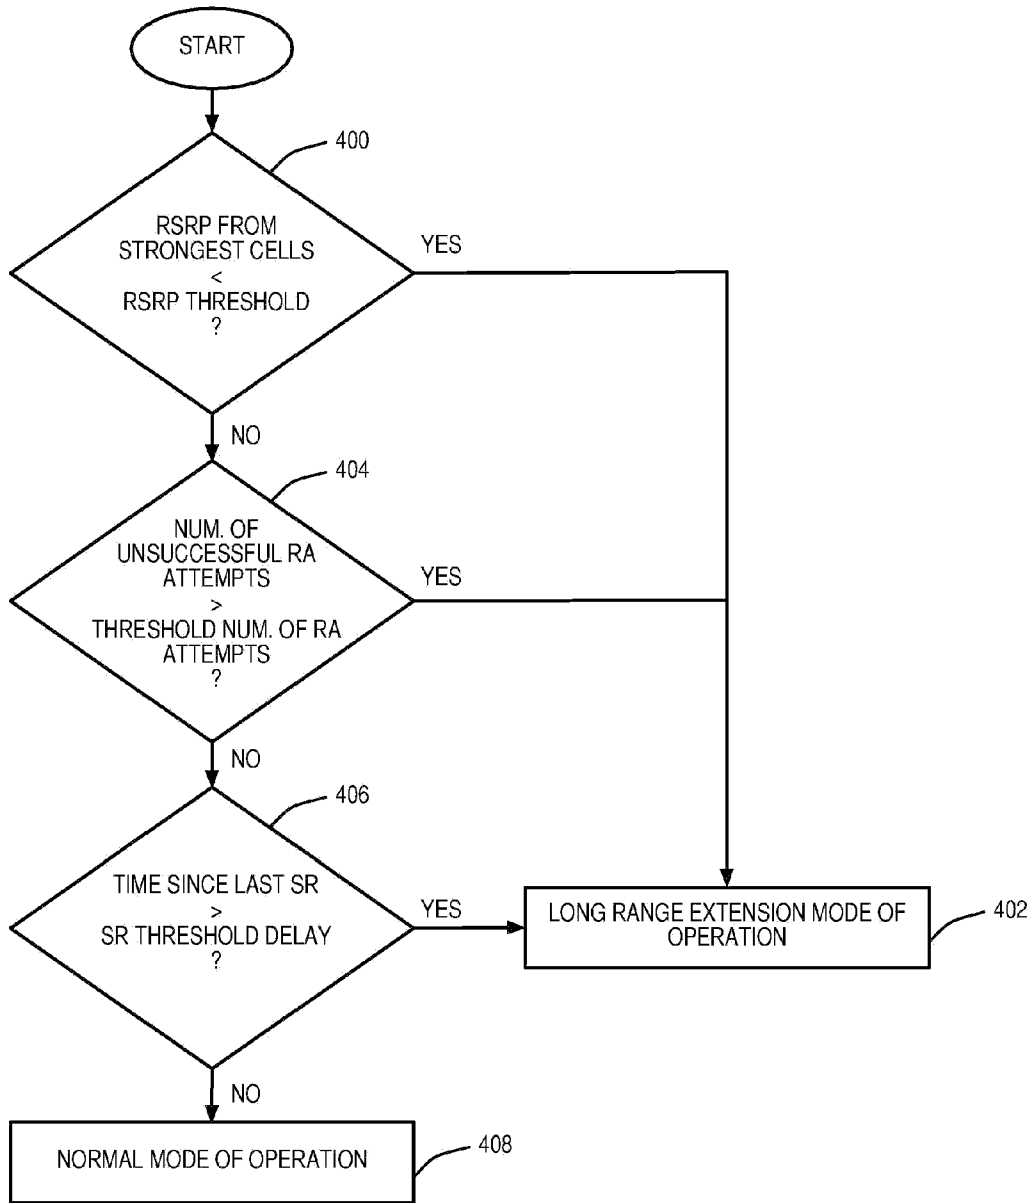 START
400
RSRP FROM
STRONGEST CELLS
<
RSRP THRESHOLD
?
YES
NO
404
NUM. OF
UNSUCCESSFUL RA
ATTEMPTS
>
THRESHOLD NUM. OF RA
ATTEMPTS
?
YES
NO
406
TIME SINCE LAST SR
>
SR THRESHOLD DELAY
?
YES
LONG RANGE EXTENSION MODE OF
OPERATION
402
NO
NORMAL MODE OF OPERATION
408